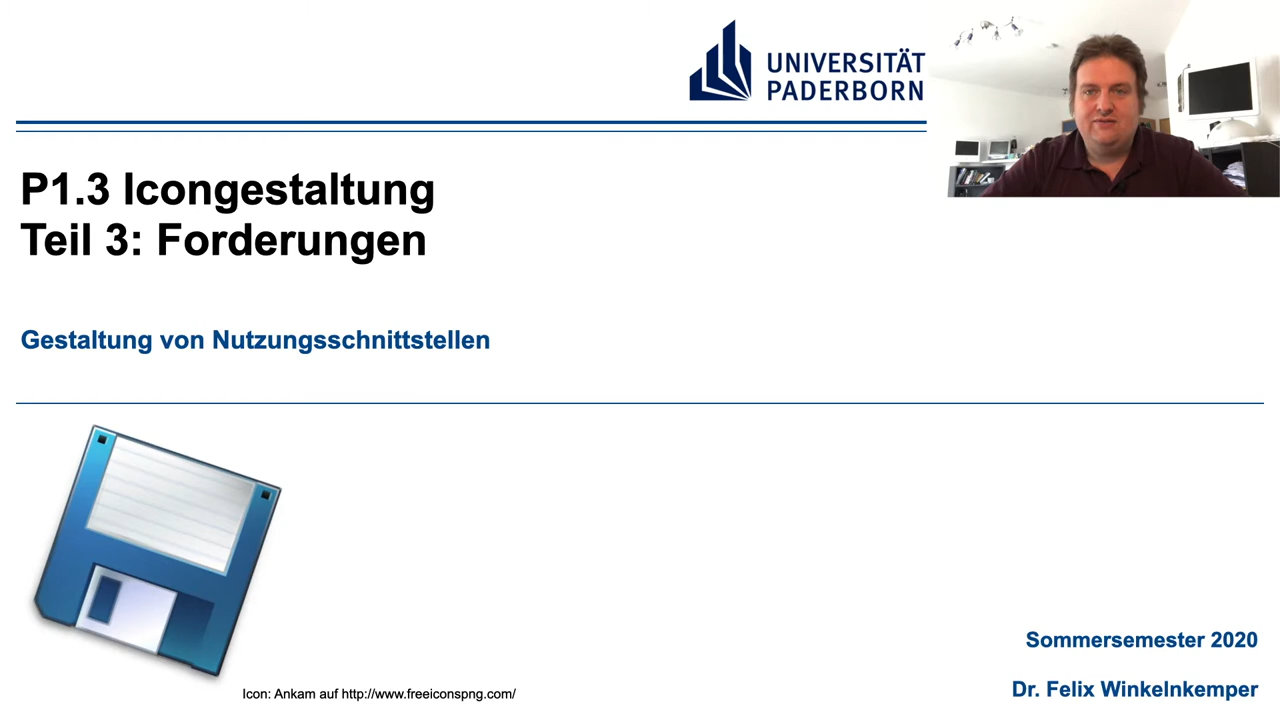 UNIVERSITÄT
PADERBORN
P1.3 Icongestaltung
Teil 3: Forderungen
Gestaltung von Nutzungsschnittstellen
Icon: Ankam auf http://www.freeiconspng.com/
Sommersemester 2020
Dr. Felix Winkelnkemper